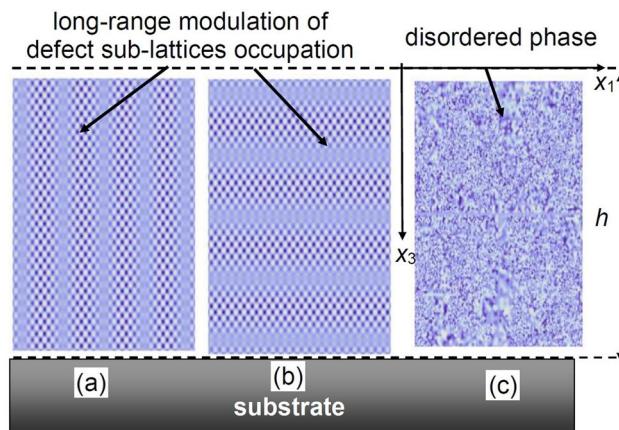 long-range modulation of
defect sub-lattices occupation
disordered phase
x₁
x₃
h
(a)
(b)
(c)
substrate